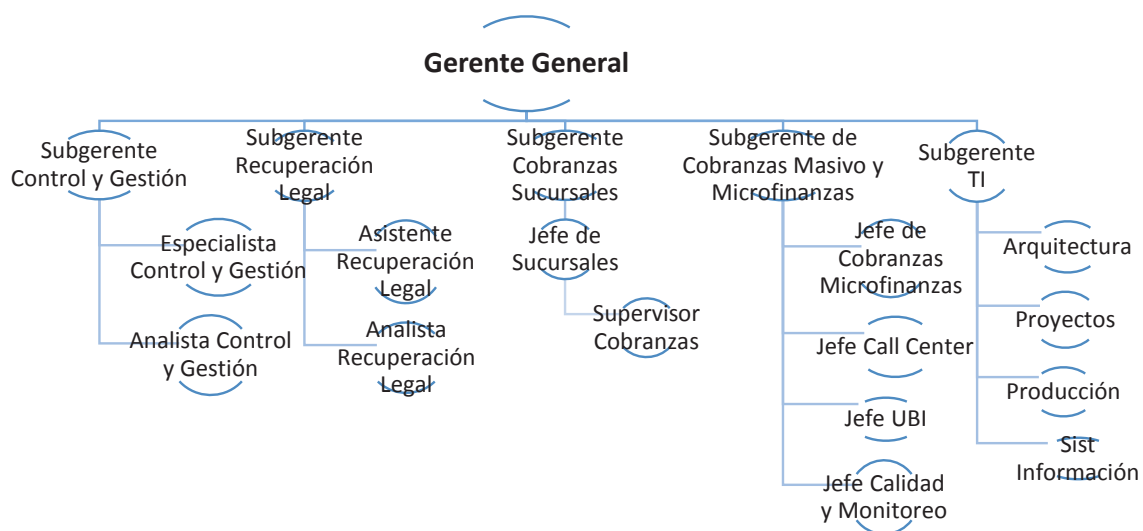 Gerente General
Subgerente
Control y Gestión
Subgerente
Recuperación
Legal
Subgerente
Cobranzas
Sucursales
Subgerente de
Cobranzas Masivo y
Microfinanzas
Subgerente
TI
Especialista
Control y Gestión
Analista Control
y Gestión
Asistente
Recuperación
Legal
Analista
Recuperación
Legal
Jefe de
Sucursales
Supervisor
Cobranzas
Jefe de
Cobranzas
Microfinanzas
Jefe Call Center
Jefe UBI
Jefe Calidad
y Monitoreo
Arquitectura
Proyectos
Producción
Sist
Información